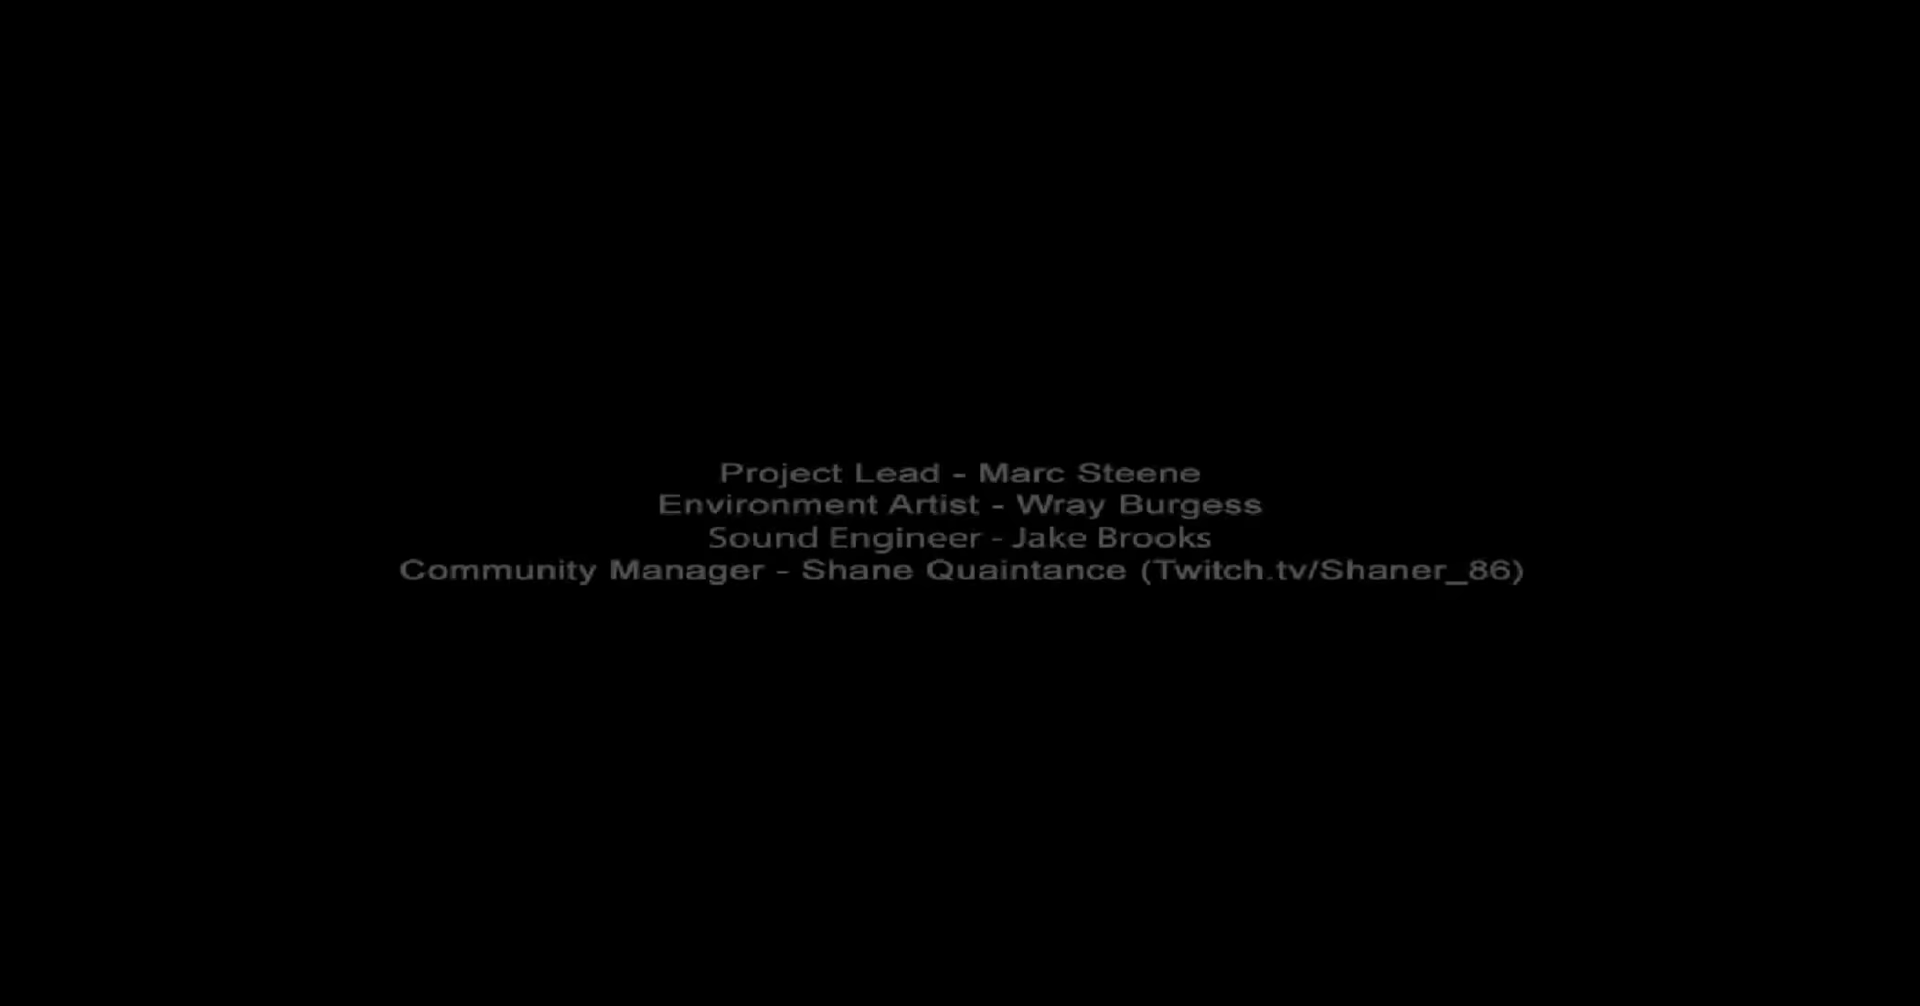 Project Lead - Marc Steene
Environment Artist - Wray Burgess
Sound Engineer - Jake Brooks
Community Manager - Shane Quaintance (Twitch.tv/Shaner_86)